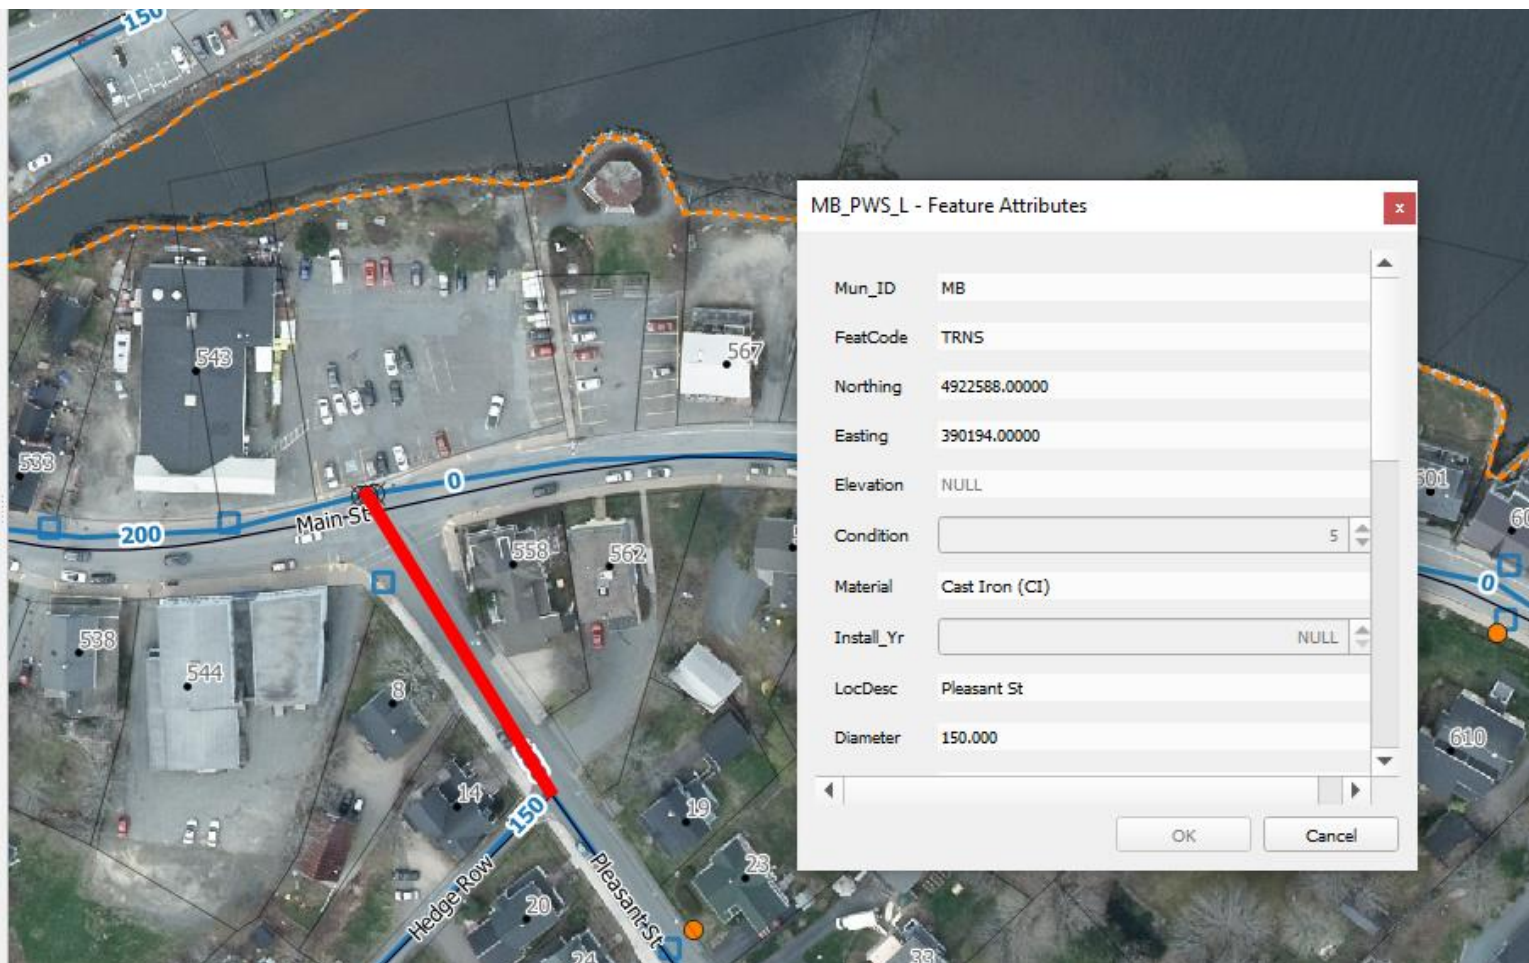 150
MB_PWS_L - Feature Attributes
x
Mun_ID MB
FeatCode TRNS
Northing 4922588.00000
Easting 390194.00000
Elevation NULL
Condition 5
Material Cast Iron (CI)
Install_Yr NULL
LocDesc Pleasant St
Diameter 150.000
OK Cancel
543
567
533
0
Main St
200
558
562
538
544
8
14
150
19
Hedge Row
Pleasant St
23
20
24
33
601
0
610